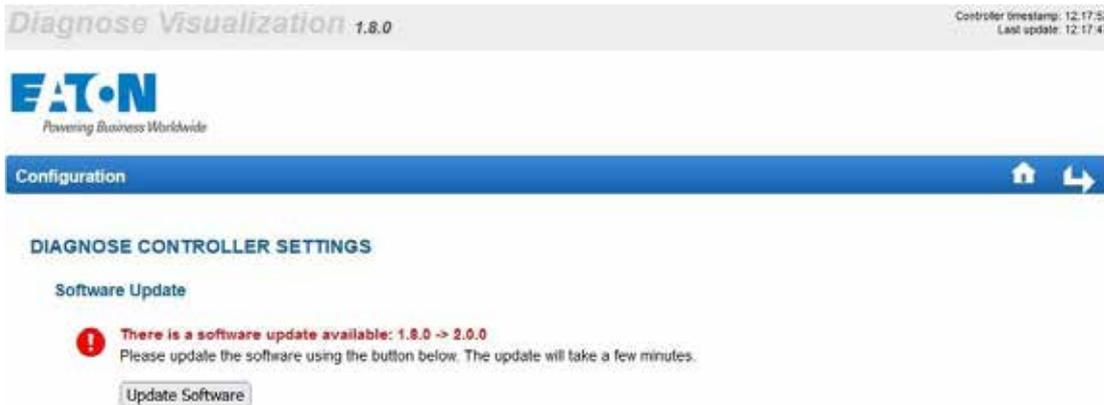 Diagnose Visualization 1.8.0
Controller timestamp: 12:17:5
Last update: 12:17:4
EATON
Powering Business Worldwide
Configuration
DIAGNOSE CONTROLLER SETTINGS
Software Update
There is a software update available: 1.8.0 -> 2.0.0
Please update the software using the button below. The update will take a few minutes.
Update Software